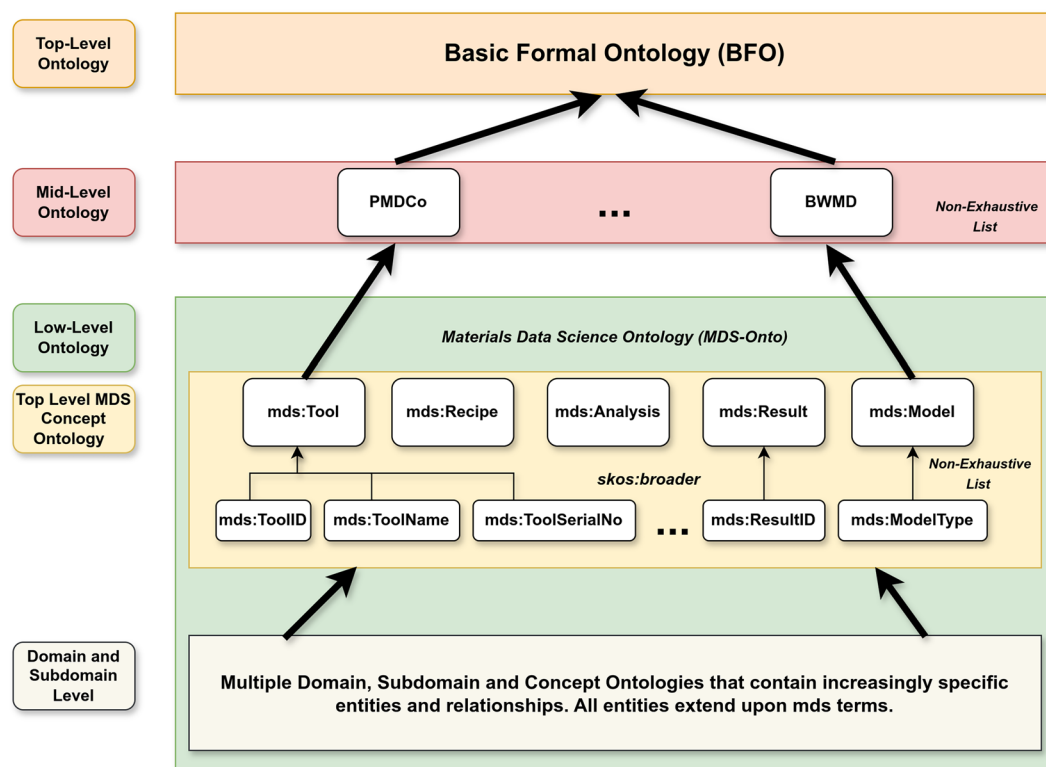 Top-Level
Ontology
Basic Formal Ontology (BFO)
Mid-Level
Ontology
PMDCo
...
BWMD
Non-Exhaustive
List
Low-Level
Ontology
Materials Data Science Ontology (MDS-Onto)
Top Level MDS
Concept
Ontology
mds:Tool
mds:Recipe
mds:Analysis
mds:Result
mds:Model
skos:broader
Non-Exhaustive
List
mds:ToolID
mds:ToolName
mds:ToolSerialNo
...
mds:ResultID
mds:ModelType
Domain and
Subdomain
Level
Multiple Domain, Subdomain and Concept Ontologies that contain increasingly specific
entities and relationships. All entities extend upon mds terms.